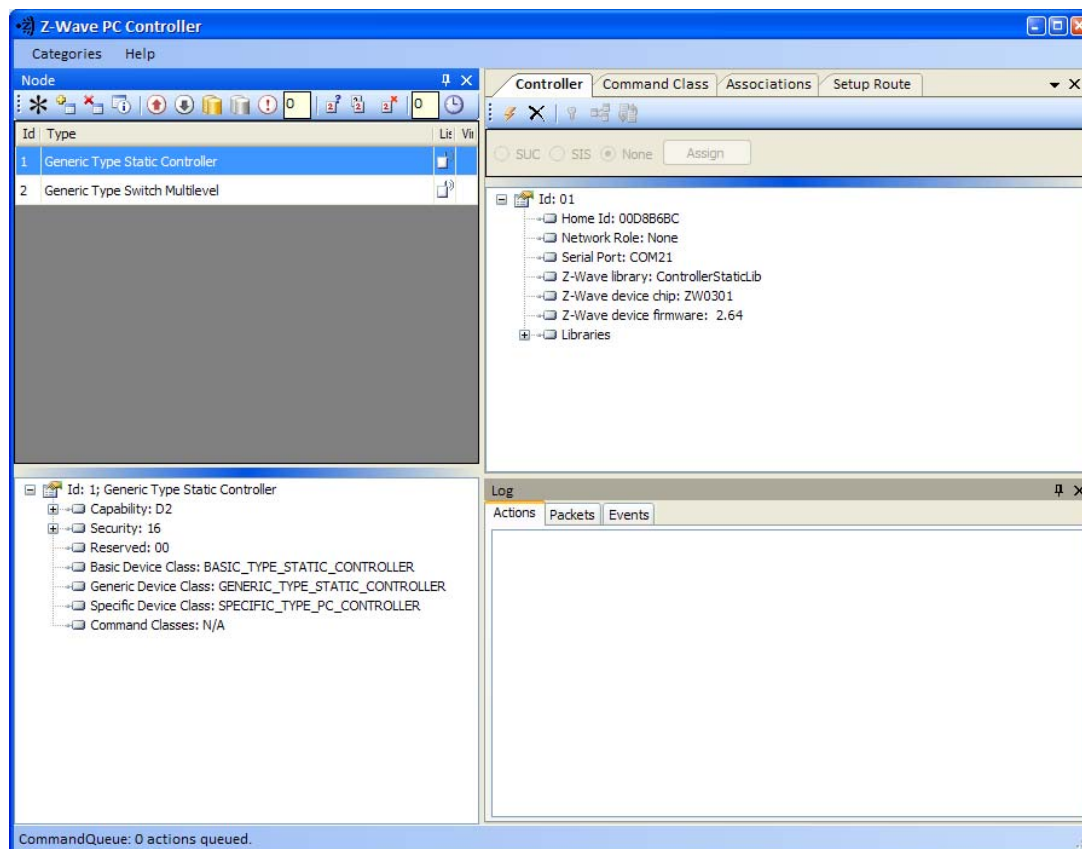 Z-Wave PC Controller
Categories Help
Node
0 0
Id Type Lis Vir
1 Generic Type Static Controller
2 Generic Type Switch Multilevel
Id: 1; Generic Type Static Controller
Capability: D2
Security: 16
Reserved: 00
Basic Device Class: BASIC_TYPE_STATIC_CONTROLLER
Generic Device Class: GENERIC_TYPE_STATIC_CONTROLLER
Specific Device Class: SPECIFIC_TYPE_PC_CONTROLLER
Command Classes: N/A
Controller Command Class Associations Setup Route
SUC SIS None Assign
Id: 01
Home Id: 00D8B6BC
Network Role: None
Serial Port: COM21
Z-Wave library: ControllerStaticLib
Z-Wave device chip: ZW0301
Z-Wave device firmware: 2.64
Libraries
Log
Actions Packets Events
CommandQueue: 0 actions queued.